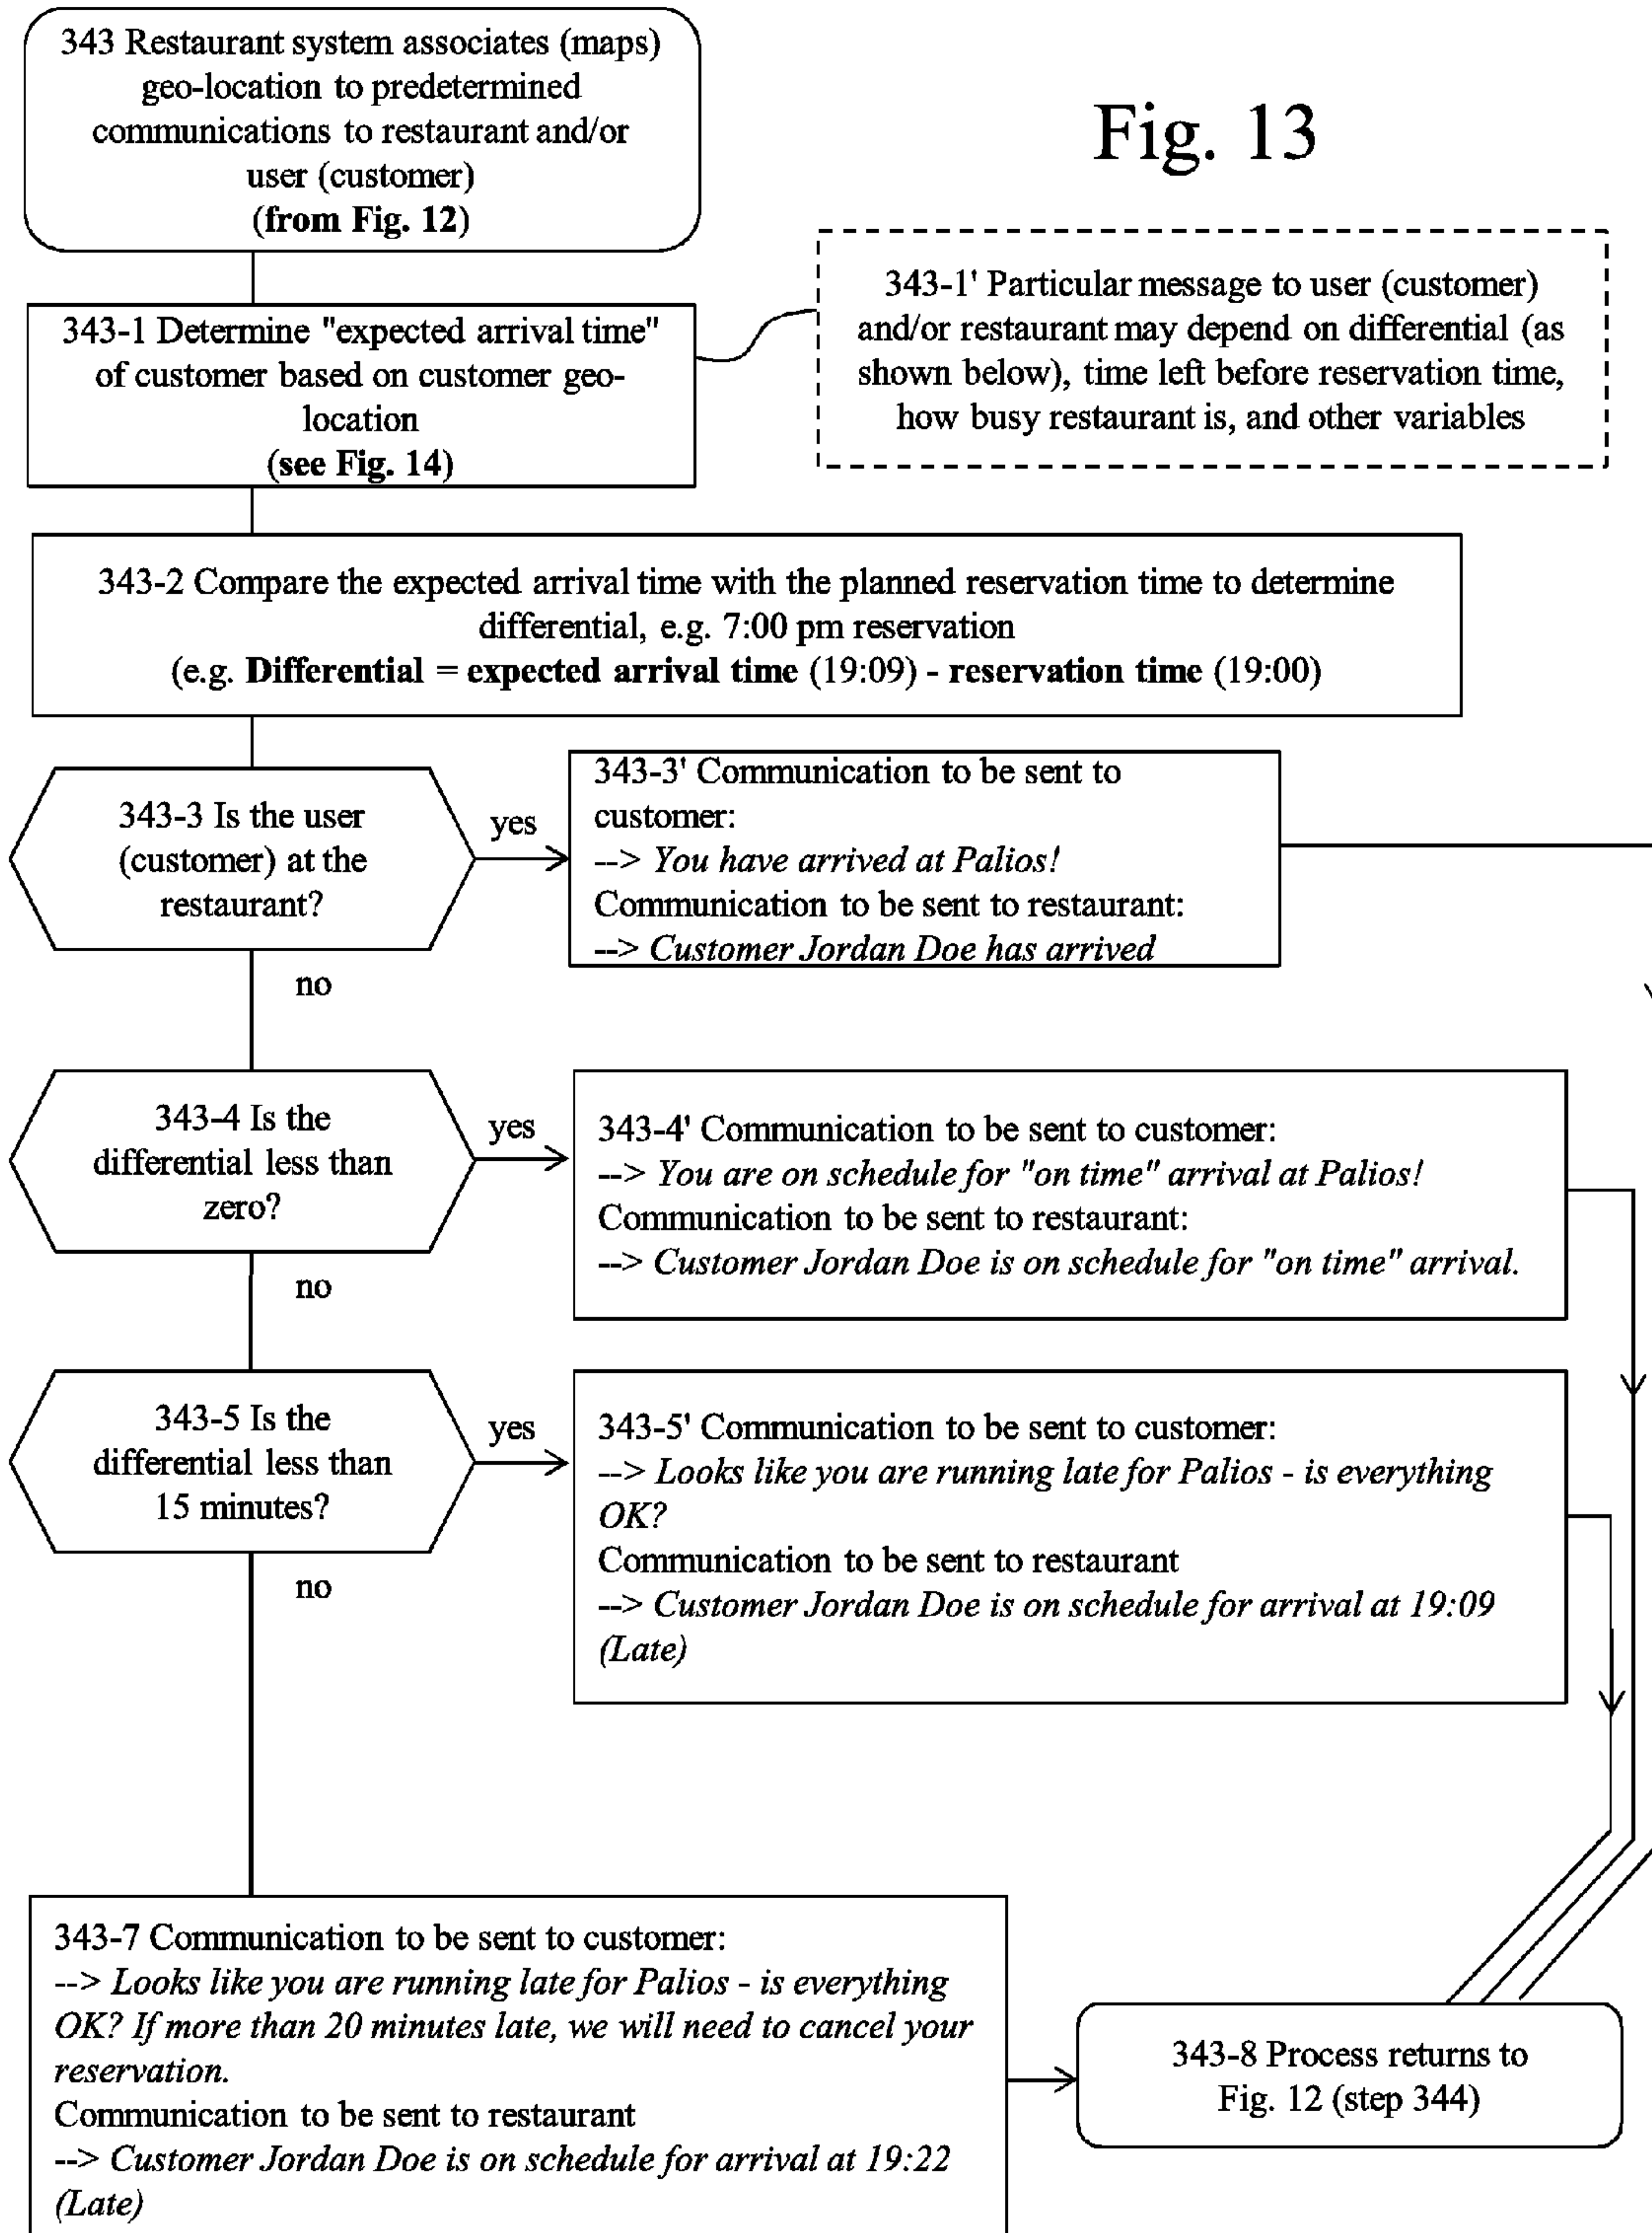 343 Restaurant system associates (maps)
geo-location to predetermined
communications to restaurant and/or
user (customer)
(from Fig. 12)
Fig. 13
343-1' Particular message to user (customer)
and/or restaurant may depend on differential (as
shown below), time left before reservation time,
how busy restaurant is, and other variables
343-1 Determine "expected arrival time"
of customer based on customer geo-
location
(see Fig. 14)
343-2 Compare the expected arrival time with the planned reservation time to determine
differential, e.g. 7:00 pm reservation
(e.g. Differential = expected arrival time (19:09) - reservation time (19:00)
343-3 Is the user
(customer) at the
restaurant?
yes
no
343-3' Communication to be sent to
customer:
--> You have arrived at Palios!
Communication to be sent to restaurant:
--> Customer Jordan Doe has arrived
343-4 Is the
differential less than
zero?
yes
no
343-4' Communication to be sent to customer:
--> You are on schedule for "on time" arrival at Palios!
Communication to be sent to restaurant:
--> Customer Jordan Doe is on schedule for "on time" arrival.
343-5 Is the
differential less than
15 minutes?
yes
no
343-5' Communication to be sent to customer:
--> Looks like you are running late for Palios - is everything
OK?
Communication to be sent to restaurant
--> Customer Jordan Doe is on schedule for arrival at 19:09
(Late)
343-7 Communication to be sent to customer:
--> Looks like you are running late for Palios - is everything
OK? If more than 20 minutes late, we will need to cancel your
reservation.
Communication to be sent to restaurant
--> Customer Jordan Doe is on schedule for arrival at 19:22
(Late)
343-8 Process returns to
Fig. 12 (step 344)